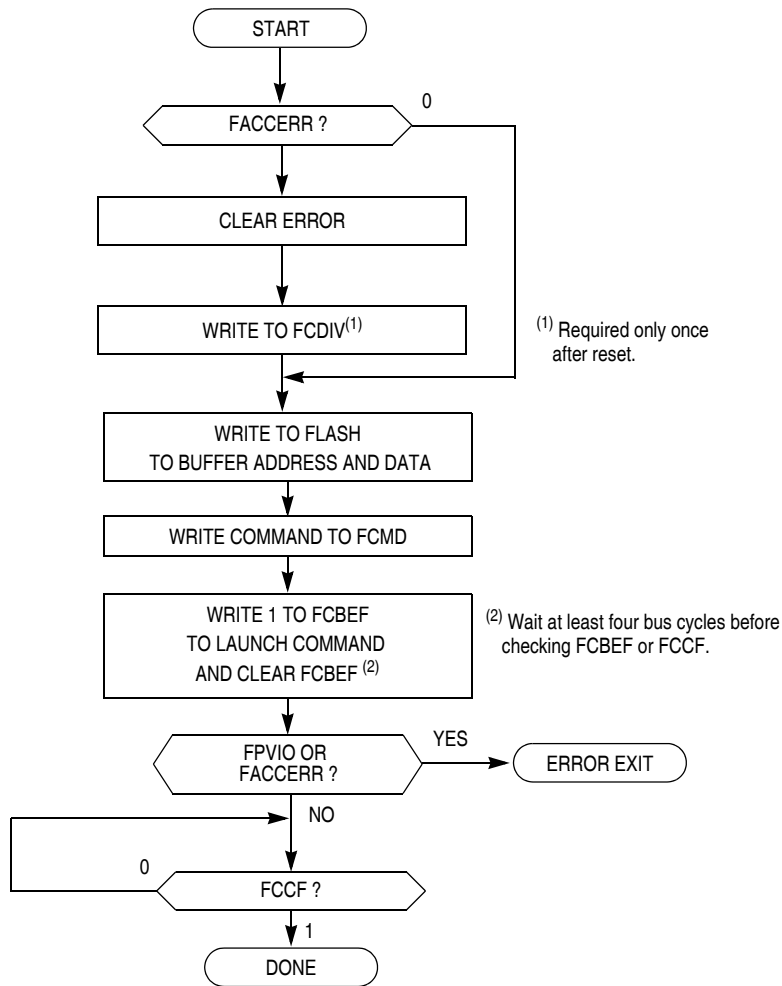 START
0
FACCERR ?
CLEAR ERROR
WRITE TO FCDIV(1)
(1) Required only once
after reset.
WRITE TO FLASH
TO BUFFER ADDRESS AND DATA
WRITE COMMAND TO FCMD
WRITE 1 TO FCBEF
TO LAUNCH COMMAND
AND CLEAR FCBEF (2)
(2) Wait at least four bus cycles before
checking FCBEF or FCCF.
FPVIO OR
FACCERR ?
YES
ERROR EXIT
NO
0
FCCF ?
1
DONE